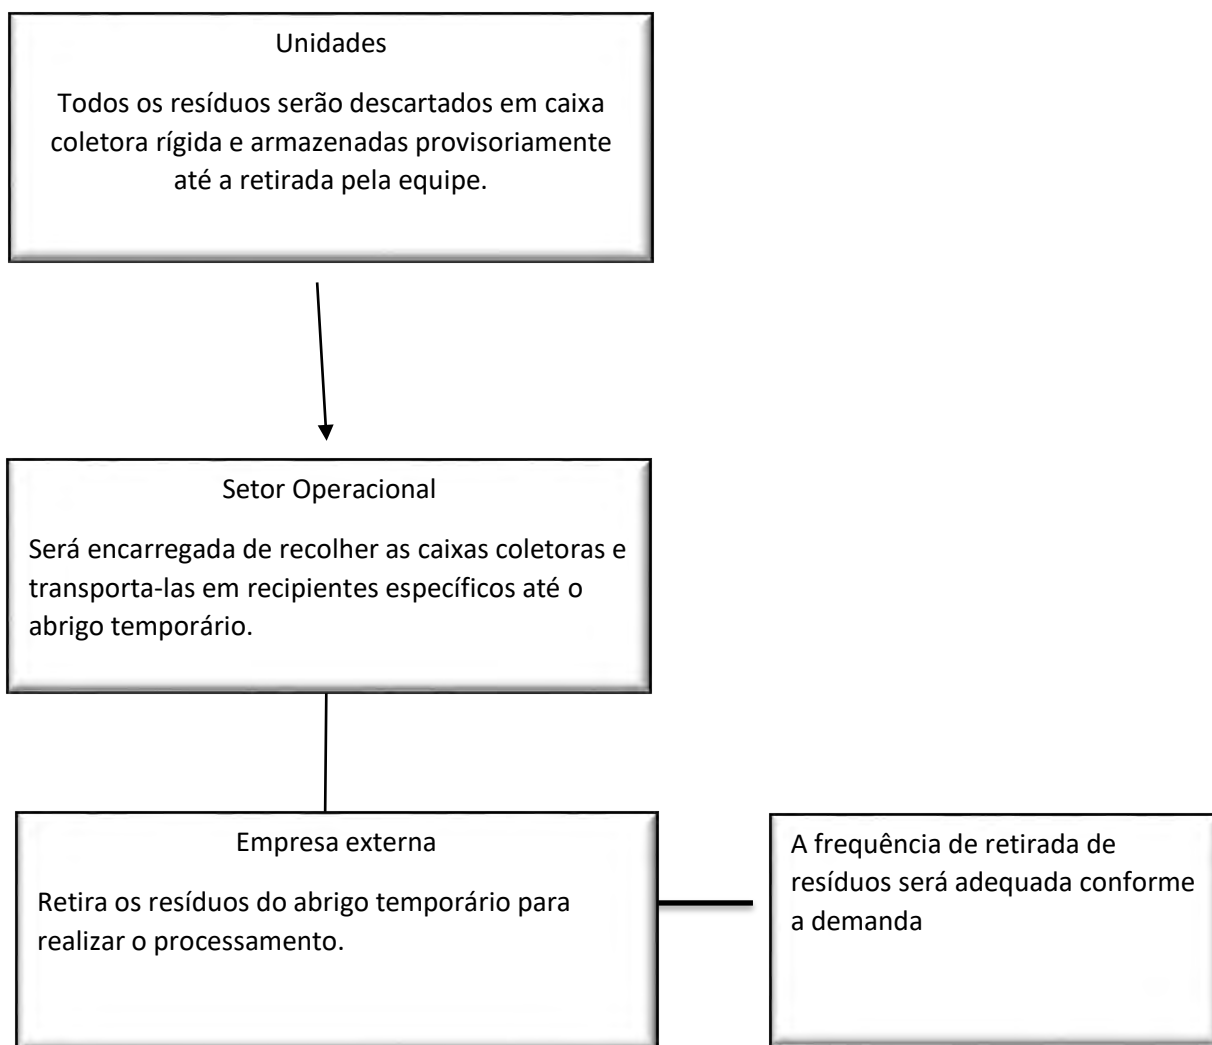 Unidades
Todos os resíduos serão descartados em caixa
coletora rígida e armazenadas provisoriamente
até a retirada pela equipe.
Setor Operacional
Será encarregada de recolher as caixas coletoras e
transporta-las em recipientes específicos até o
abrigo temporário.
Empresa externa
Retira os resíduos do abrigo temporário para
realizar o processamento.
A frequência de retirada de
resíduos será adequada conforme
a demanda